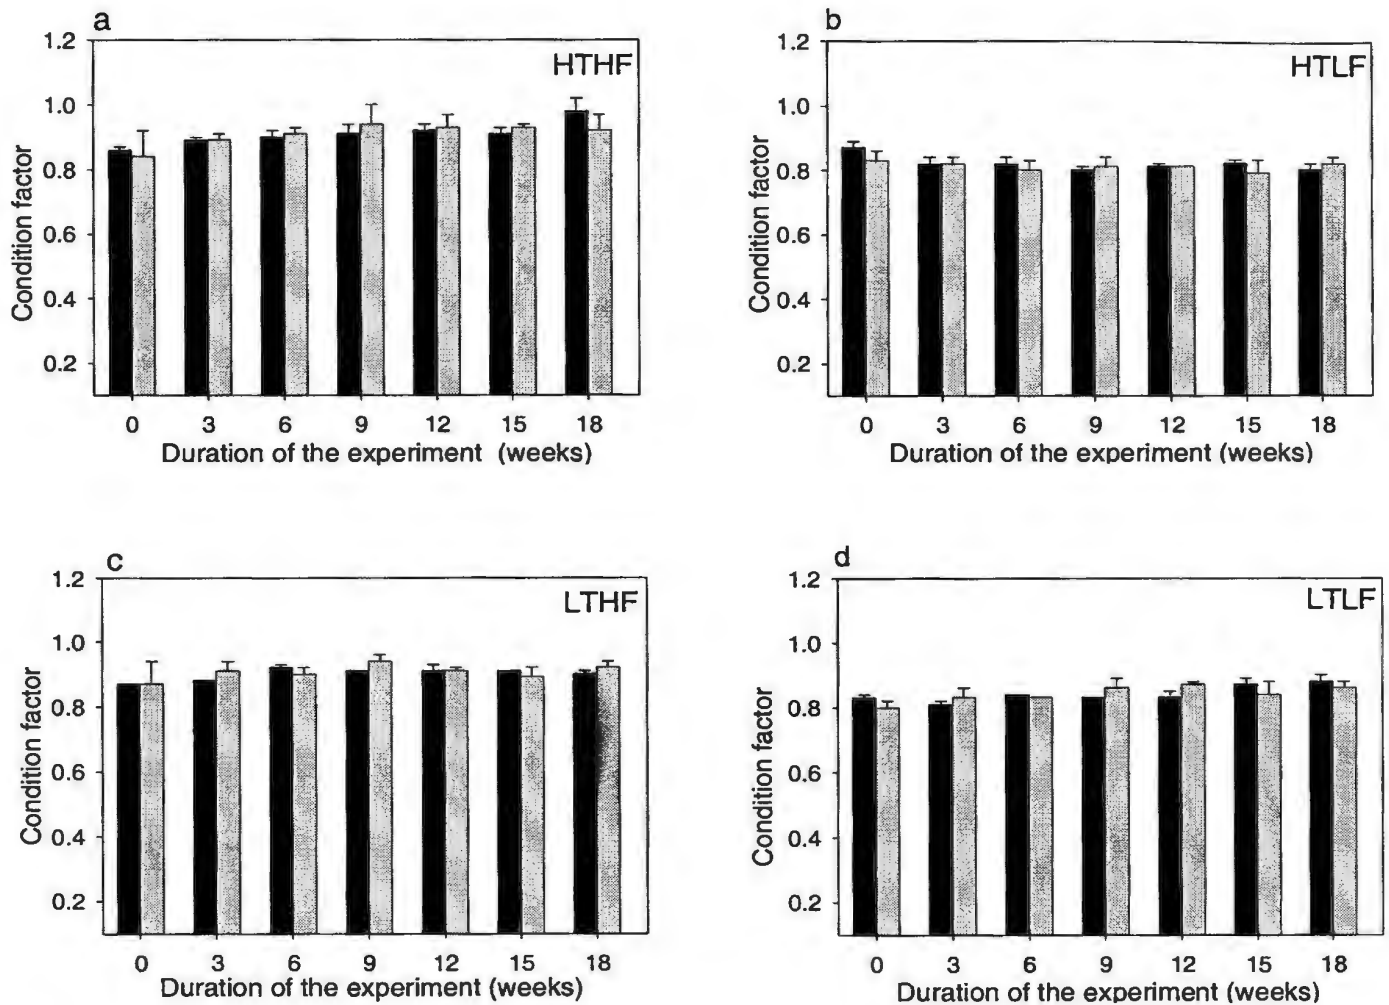 a
HTHF
1.2
1.0
0.8
0.6
0.4
0.2
Condition factor
0 3 6 9 12 15 18
Duration of the experiment (weeks)
b
HTLF
1.2
1.0
0.8
0.6
0.4
0.2
Condition factor
0 3 6 9 12 15 18
Duration of the experiment (weeks)
c
LTHF
1.2
1.0
0.8
0.6
0.4
0.2
Condition factor
0 3 6 9 12 15 18
Duration of the experiment (weeks)
d
LTLF
1.2
1.0
0.8
0.6
0.4
0.2
Condition factor
0 3 6 9 12 15 18
Duration of the experiment (weeks)